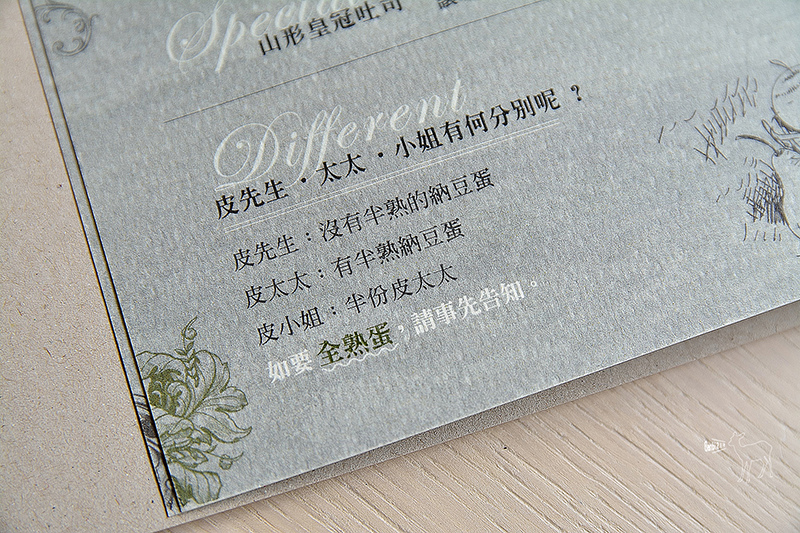 Special
山形皇冠吐司 讓
Different
皮先生·太太·小姐有何分別呢？
皮先生：沒有半熟的納豆蛋
皮太太：有半熟納豆蛋
皮小姐：半份皮太太
如要 全熟蛋，請事先告知。